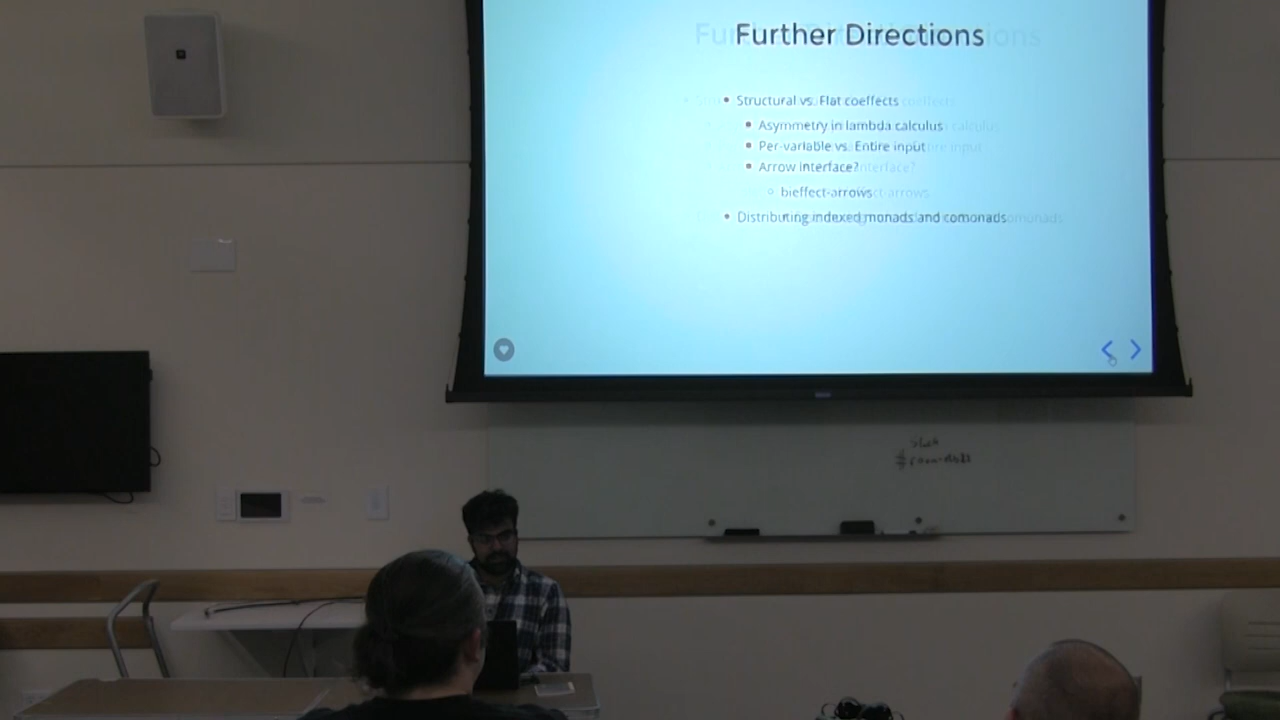 Further Directions
Structural vs. Flat coeffects
Asymmetry in lambda calculus
Per-variable vs. Entire input
Arrow interface?
bieffect-arrows
Distributing indexed monads and comonads